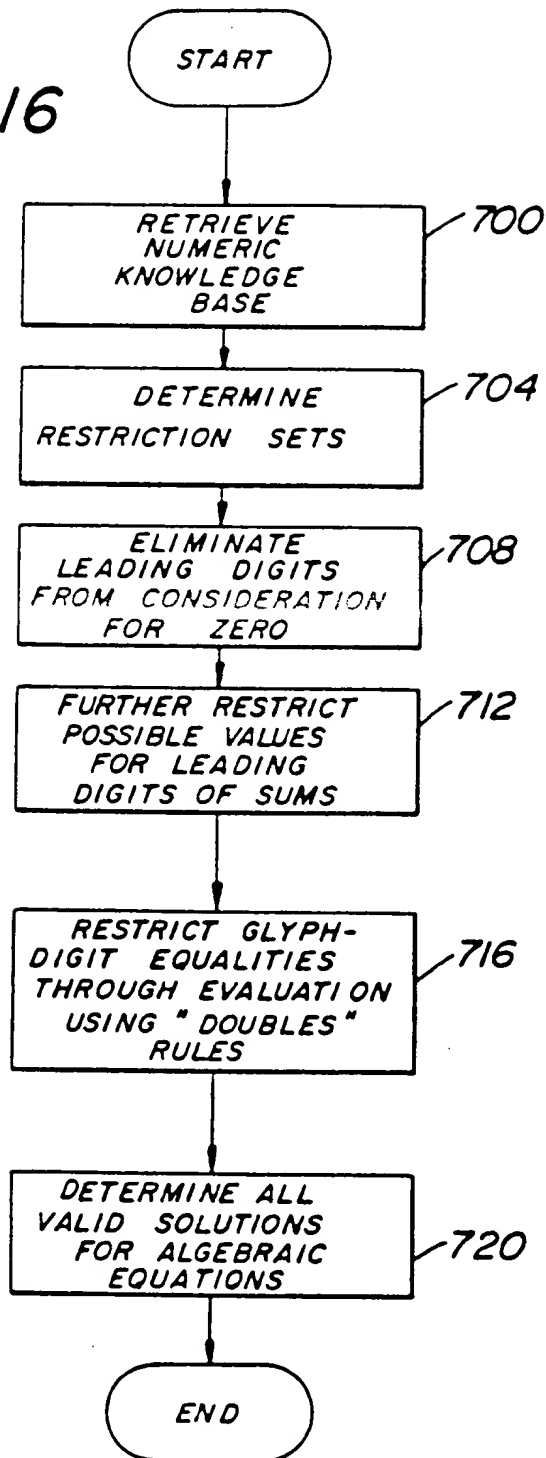 START
16
RETRIEVE
NUMERIC
KNOWLEDGE
BASE
700
DETERMINE
RESTRICTION SETS
704
ELIMINATE
LEADING DIGITS
FROM CONSIDERATION
FOR ZERO
708
FURTHER RESTRICT
POSSIBLE VALUES
FOR LEADING
DIGITS OF SUMS
712
RESTRICT GLYPH-
DIGIT EQUALITIES
THROUGH EVALUATION
USING "DOUBLES"
RULES
716
DETERMINE ALL
VALID SOLUTIONS
FOR ALGEBRAIC
EQUATIONS
720
END